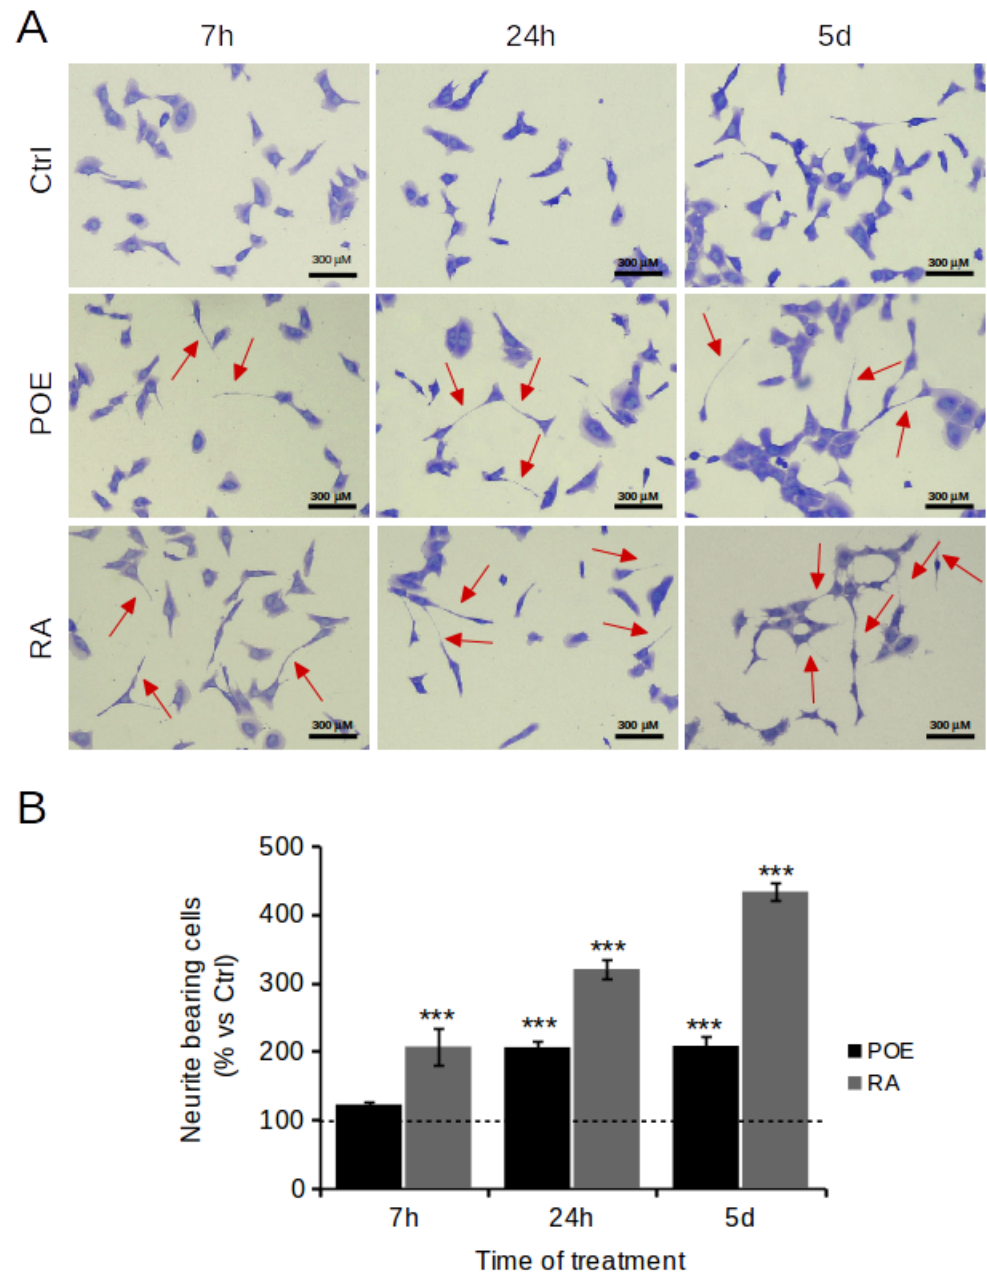 A
7h 24h 5d
Ctrl
300 µM 300 µM 300 µM
POE
300 µM 300 µM 300 µM
RA
300 µM 300 µM 300 µM
B
Neurite bearing cells
(% vs Ctrl)
500
400
300
200
100
0
***
***
***
***
***
POE
RA
7h 24h 5d
Time of treatment